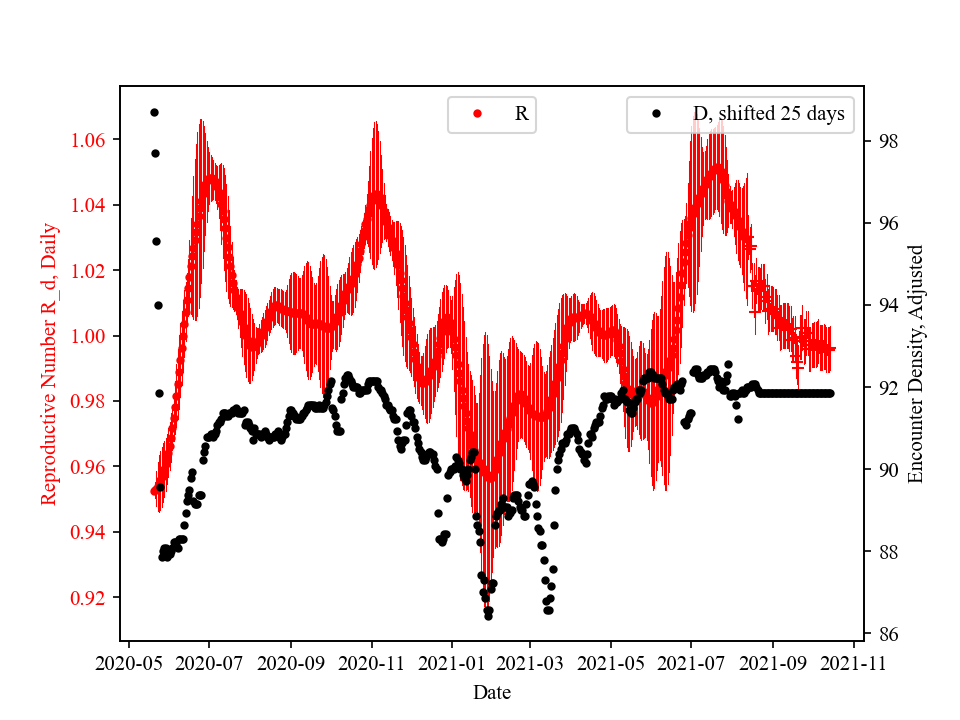 R
D, shifted 25 days
1.06
1.04
1.02
1.00
0.98
0.96
0.94
0.92
Reproductive Number R_d, Daily
98
96
94
92
90
88
86
Encounter Density, Adjusted
2020-05 2020-07 2020-09 2020-11 2021-01 2021-03 2021-05 2021-07 2021-09 2021-11
Date